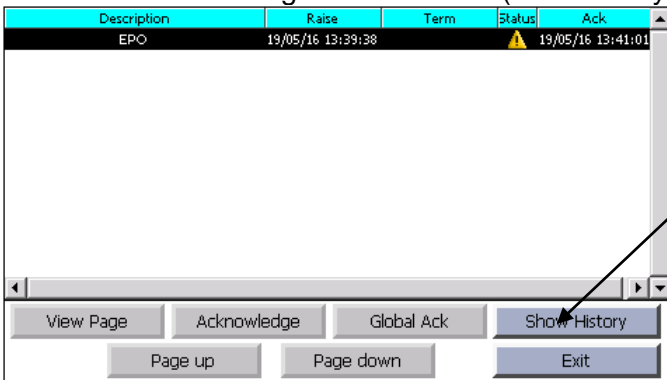 Description Raise Term Status Ack
EPO 19/05/16 13:39:38 19/05/16 13:41:01
View Page Acknowledge Global Ack Show History
Page up Page down Exit